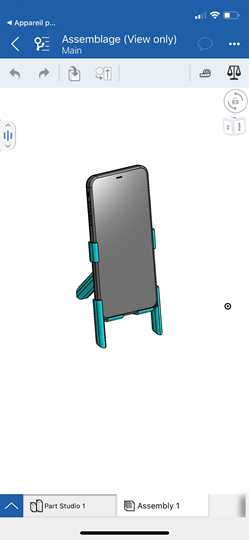 ◀ Appareil p...
Assemblage (View only)
Main
Part Studio 1
Assembly 1